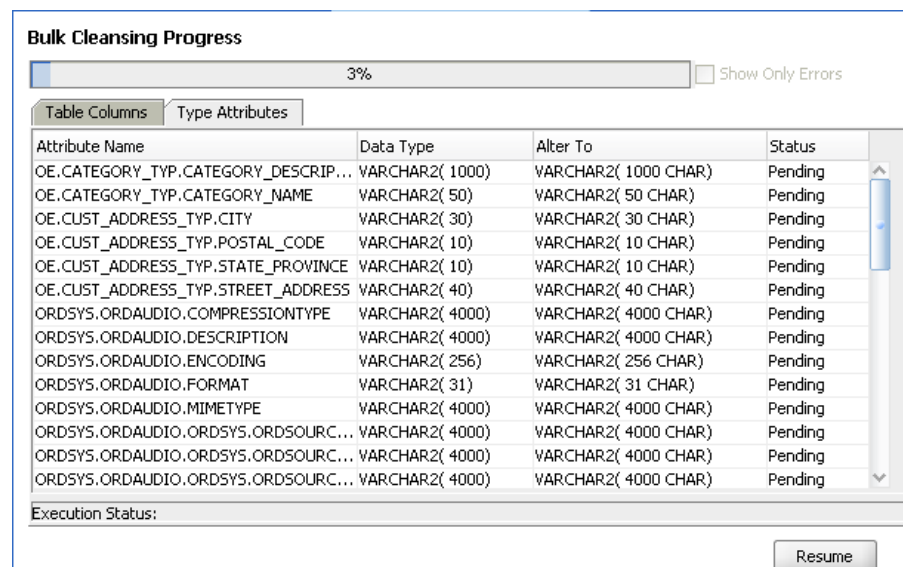 Bulk Cleansing Progress
3%
Show Only Errors
Table Columns Type Attributes
Attribute Name Data Type Alter To Status
OE.CATEGORY_TYP.CATEGORY_DESCRIP... VARCHAR2( 1000) VARCHAR2( 1000 CHAR) Pending
OE.CATEGORY_TYP.CATEGORY_NAME VARCHAR2( 50) VARCHAR2( 50 CHAR) Pending
OE.CUST_ADDRESS_TYP.CITY VARCHAR2( 30) VARCHAR2( 30 CHAR) Pending
OE.CUST_ADDRESS_TYP.POSTAL_CODE VARCHAR2( 10) VARCHAR2( 10 CHAR) Pending
OE.CUST_ADDRESS_TYP.STATE_PROVINCE VARCHAR2( 10) VARCHAR2( 10 CHAR) Pending
OE.CUST_ADDRESS_TYP.STREET_ADDRESS VARCHAR2( 40) VARCHAR2( 40 CHAR) Pending
ORDSYS.ORDAUDIO.COMPRESSIONTYPE VARCHAR2( 4000) VARCHAR2( 4000 CHAR) Pending
ORDSYS.ORDAUDIO.DESCRIPTION VARCHAR2( 4000) VARCHAR2( 4000 CHAR) Pending
ORDSYS.ORDAUDIO.ENCODING VARCHAR2( 256) VARCHAR2( 256 CHAR) Pending
ORDSYS.ORDAUDIO.FORMAT VARCHAR2( 31) VARCHAR2( 31 CHAR) Pending
ORDSYS.ORDAUDIO.MIMETYPE VARCHAR2( 4000) VARCHAR2( 4000 CHAR) Pending
ORDSYS.ORDAUDIO.ORDSYS.ORDSOURC... VARCHAR2( 4000) VARCHAR2( 4000 CHAR) Pending
ORDSYS.ORDAUDIO.ORDSYS.ORDSOURC... VARCHAR2( 4000) VARCHAR2( 4000 CHAR) Pending
ORDSYS.ORDAUDIO.ORDSYS.ORDSOURC... VARCHAR2( 4000) VARCHAR2( 4000 CHAR) Pending
Execution Status:
Resume